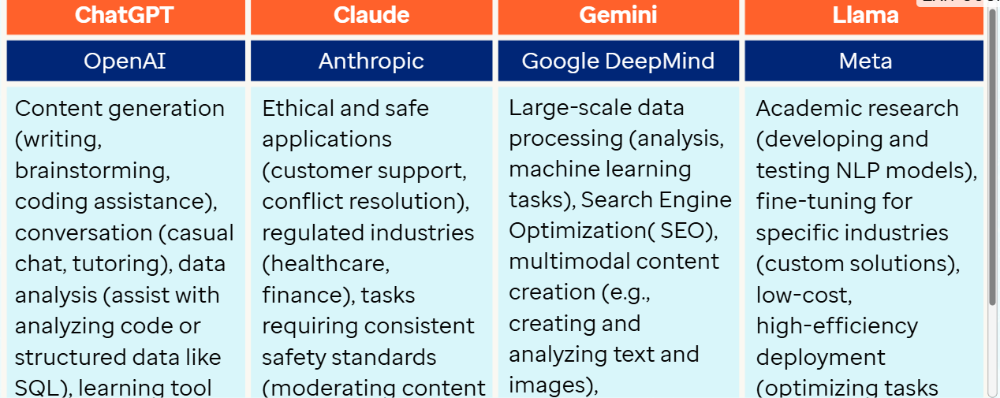 ChatGPT
Claude
Gemini
Llama
OpenAI
Anthropic
Google DeepMind
Meta
Content generation
(writing,
brainstorming,
coding assistance),
conversation (casual
chat, tutoring), data
analysis (assist with
analyzing code or
structured data like
SQL), learning tool
Ethical and safe
applications
(customer support,
conflict resolution),
regulated industries
(healthcare,
finance), tasks
requiring consistent
safety standards
(moderating content
Large-scale data
processing (analysis,
machine learning
tasks), Search Engine
Optimization( SEO),
multimodal content
creation (e.g.,
creating and
analyzing text and
images),
Academic research
(developing and
testing NLP models),
fine-tuning for
specific industries
(custom solutions),
low-cost,
high-efficiency
deployment
(optimizing tasks